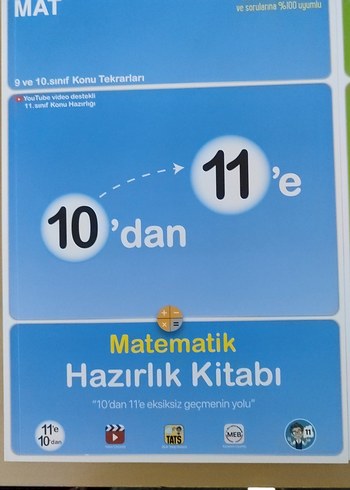 MAT
ve sorularına %100 uyumlu
9 ve 10.sınıf Konu Tekrarları
YouTube video destekli
11.sınıf Konu Hazırlığı
10'dan
11'e
Matematik
Hazırlık Kitabı
"10'dan 11'e eksiksiz geçmenin yolu"
11'e
10'dan
TATS
MEB
11